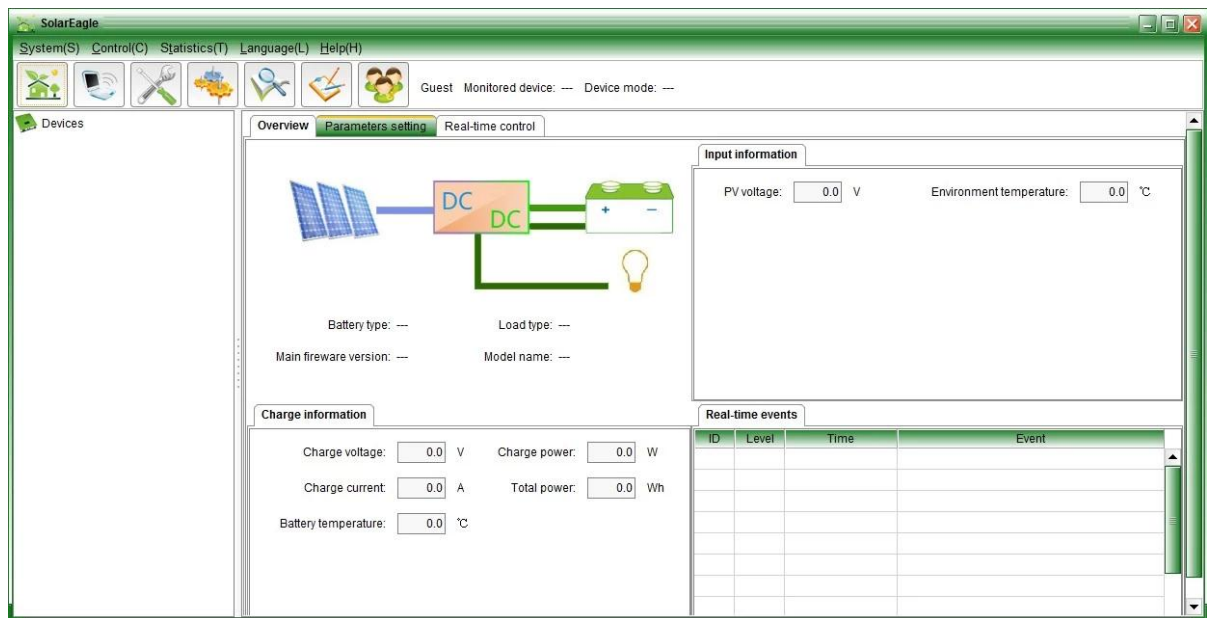 SolarEagle
System(S) Control(C) Statistics(T) Language(L) Help(H)
Guest Monitored device: --- Device mode: ---
Devices
Overview Parameters setting Real-time control
DC
DC
+ −
Battery type: --- Load type: ---
Main fireware version: --- Model name: ---
Input information
PV voltage: 0.0 V Environment temperature: 0.0 ℃
Charge information
Charge voltage: 0.0 V Charge power: 0.0 W
Charge current: 0.0 A Total power: 0.0 Wh
Battery temperature: 0.0 ℃
Real-time events
ID Level Time Event